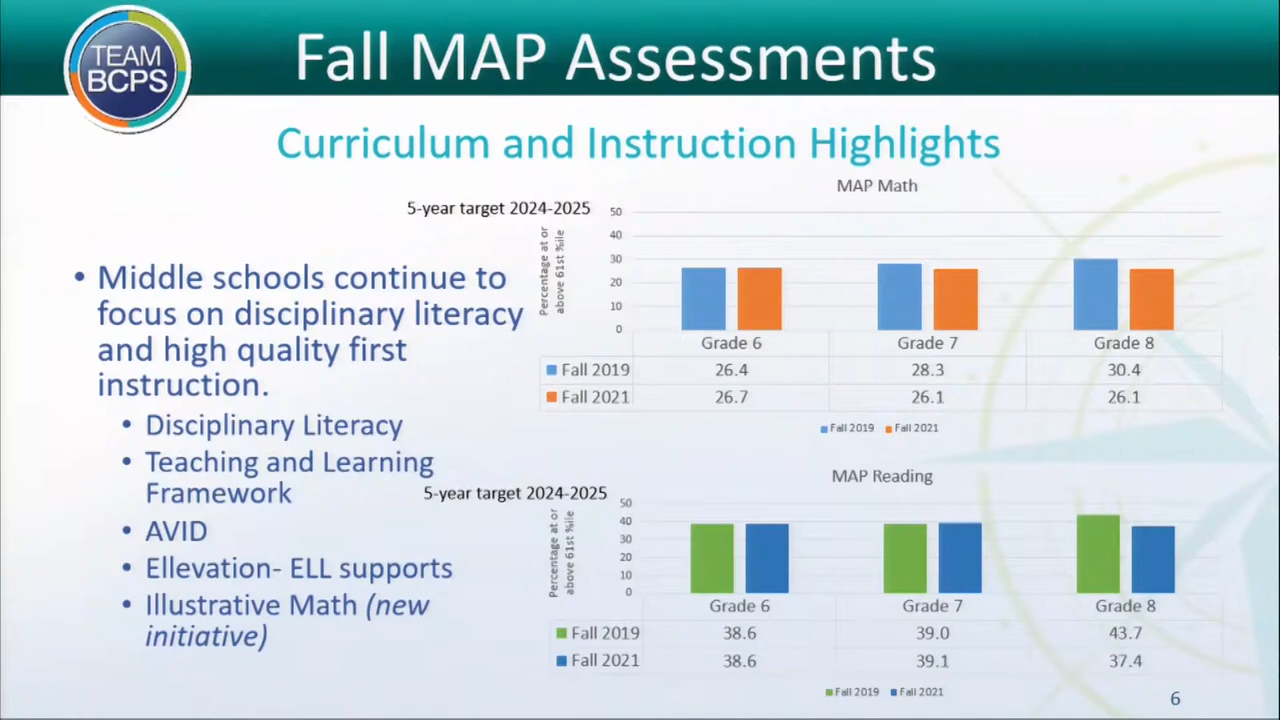 TEAM
BCPS
Fall MAP Assessments
Curriculum and Instruction Highlights
• Middle schools continue to
focus on disciplinary literacy
and high quality first
instruction.
• Disciplinary Literacy
• Teaching and Learning
Framework
• AVID
• Ellevation- ELL supports
• Illustrative Math (new
initiative)
MAP Math
5-year target 2024-2025
Percentage at or
above 61st %ile
50
40
30
20
10
0
Grade 6 Grade 7 Grade 8
Fall 2019 26.4 28.3 30.4
Fall 2021 26.7 26.1 26.1
Fall 2019 Fall 2021
MAP Reading
5-year target 2024-2025
Percentage at or
above 61st %ile
50
40
30
20
10
0
Grade 6 Grade 7 Grade 8
Fall 2019 38.6 39.0 43.7
Fall 2021 38.6 39.1 37.4
Fall 2019 Fall 2021
6